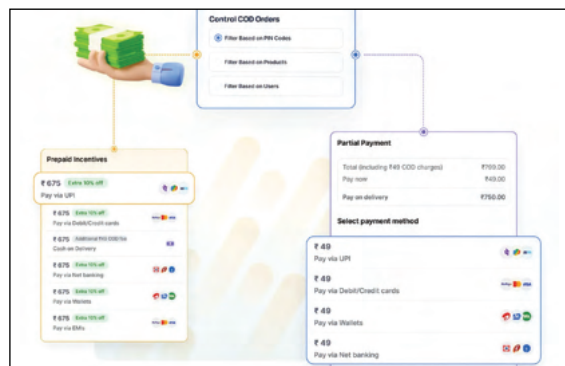 Control COD Orders
Filter Based on PIN Codes
Filter Based on Products
Filter Based on Users
Prepaid Incentives
₹ 675 Extra 10% off
Pay via UPI
₹ 675 Extra 10% off
Pay via Debit/Credit cards
₹ 675 Additional ₹49 COD fee
Cash on Delivery
₹ 675 Extra 10% off
Pay via Net banking
₹ 675 Extra 10% off
Pay via Wallets
₹ 675 Extra 10% off
Pay via EMIs
Partial Payment
Total (including ₹49 COD charges) ₹799.00
Pay now ₹49.00
Pay on delivery ₹750.00
Select payment method
₹ 49
Pay via UPI
₹ 49
Pay via Debit/Credit cards
₹ 49
Pay via Wallets
₹ 49
Pay via Net banking